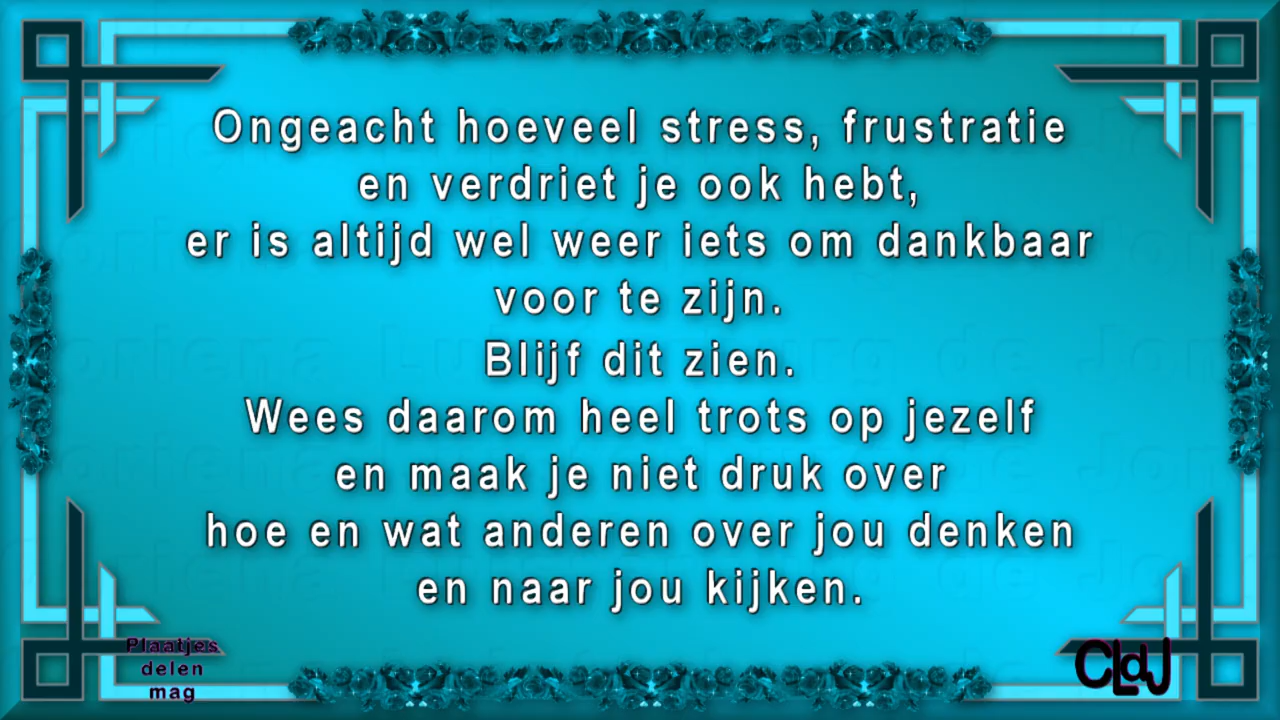 Ongeacht hoeveel stress, frustratie
en verdriet je ook hebt,
er is altijd wel weer iets om dankbaar
voor te zijn.
Blijf dit zien.
Wees daarom heel trots op jezelf
en maak je niet druk over
hoe en wat anderen over jou denken
en naar jou kijken.
Plaatjes
delen
mag
CLdJ